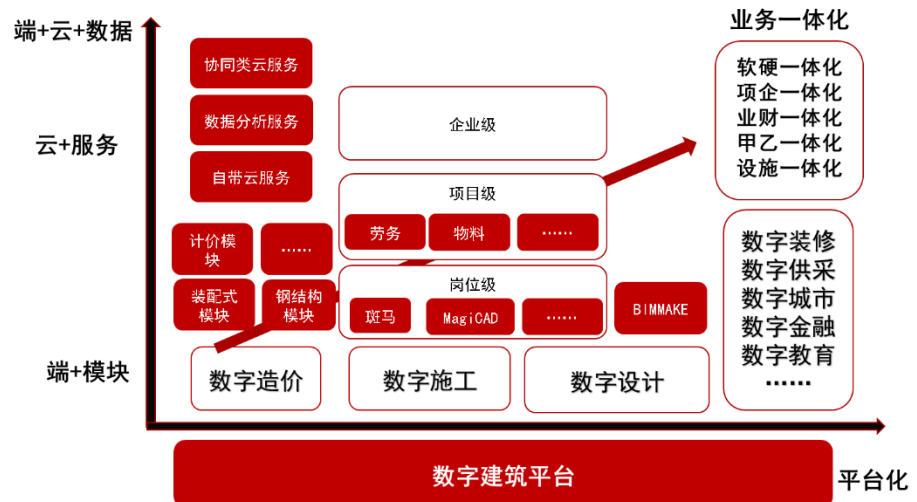 端+云+数据
云+服务
端+模块
协同类云服务
数据分析服务
自带云服务
计价模
块
……
装配式
模块
钢结构
模块
数字造价
企业级
项目级
劳务
物料
……
岗位级
斑马
MagiCAD
……
数字施工
BIMMAKE
数字设计
业务一体化
软硬一体化
项企一体化
业财一体化
甲乙一体化
设施一体化
数字装修
数字供采
数字城市
数字金融
数字教育
……
数字建筑平台
平台化